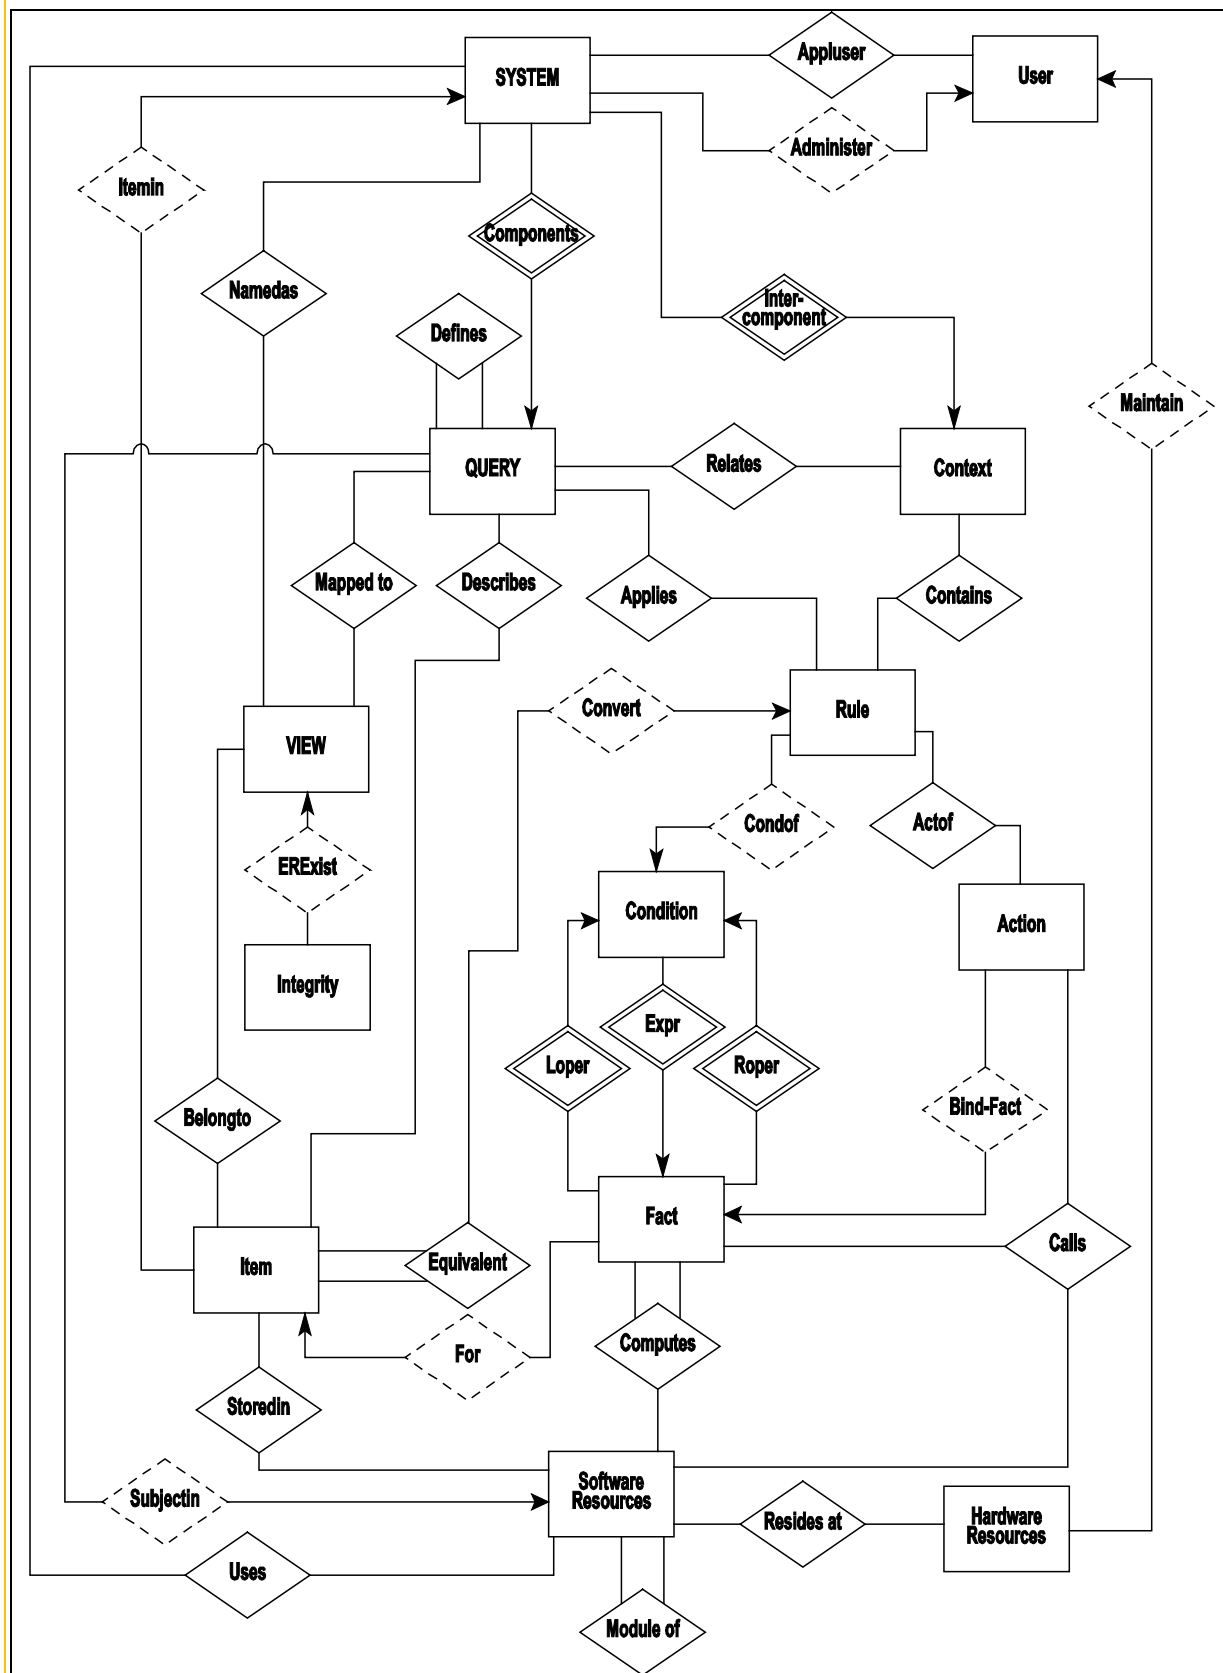 Appluser
SYSTEM
User
Administer
Itemin
Components
Namedas
Inter-
component
Defines
Maintain
QUERY
Relates
Context
Mapped to
Describes
Applies
Contains
Convert
Rule
VIEW
Condof
Actof
ERExist
Condition
Action
Integrity
Expr
Loper
Roper
Bind-Fact
Belongto
Fact
Calls
Item
Equivalent
Computes
For
Storedin
Software
Resources
Subjectin
Resides at
Hardware
Resources
Uses
Module of